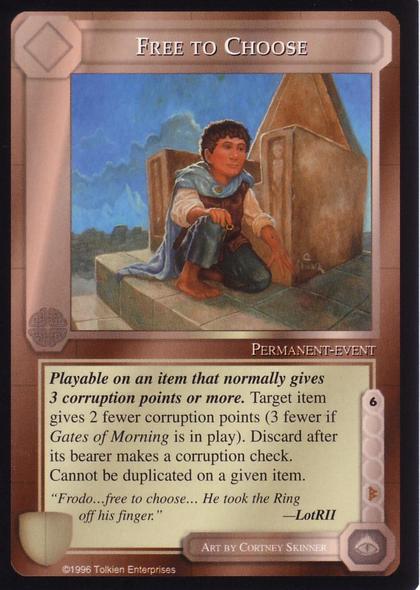 FREE TO CHOOSE
PERMANENT-EVENT
Playable on an item that normally gives
3 corruption points or more. Target item
gives 2 fewer corruption points (3 fewer if
Gates of Morning is in play). Discard after
its bearer makes a corruption check.
Cannot be duplicated on a given item.
6
"Frodo...free to choose... He took the Ring
off his finger." —LotRII
ART BY CORTNEY SKINNER
©1996 Tolkien Enterprises